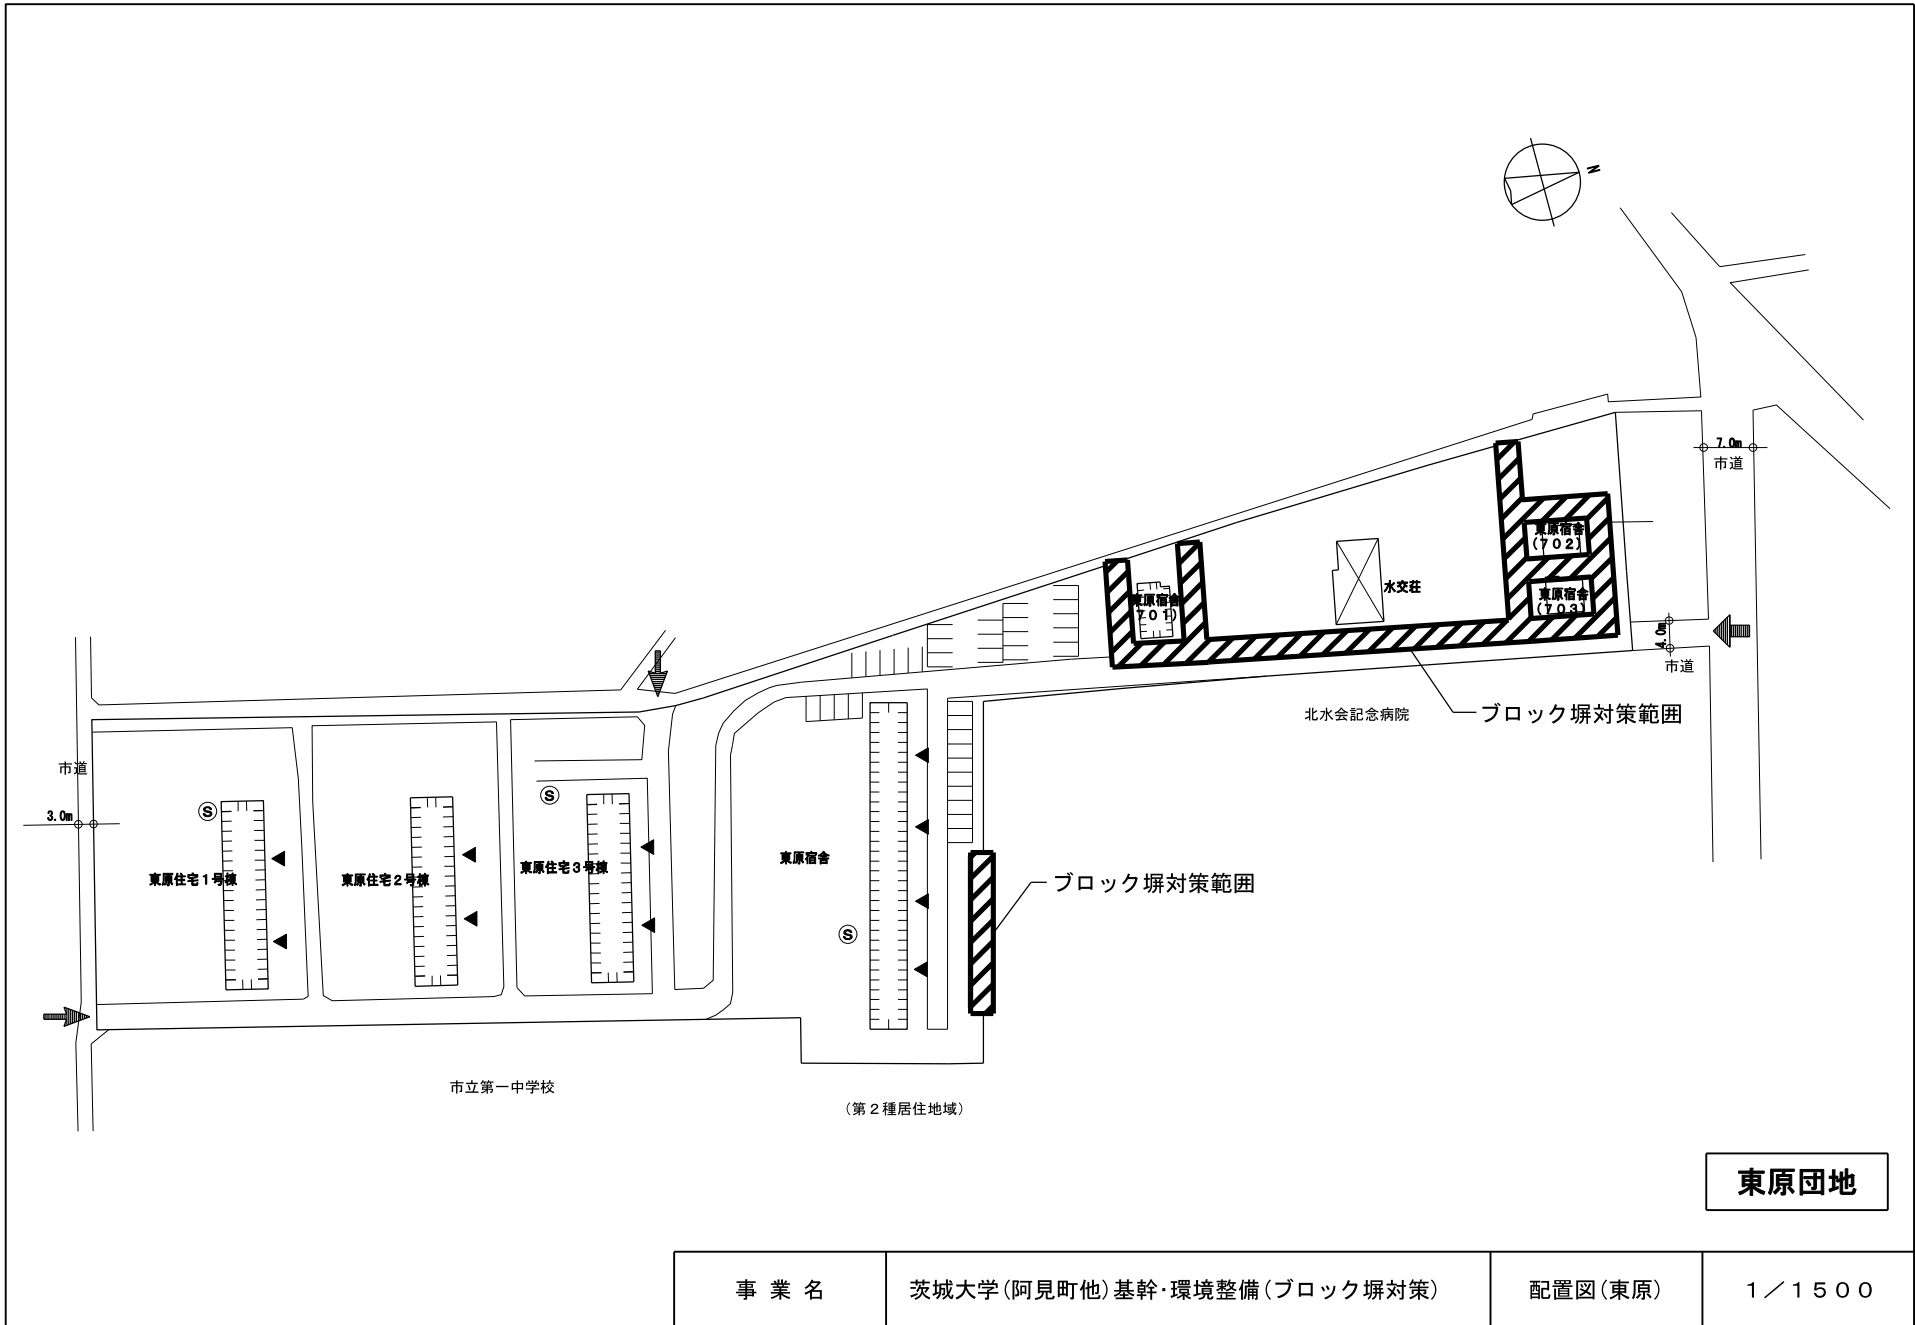 N
7.0m
市道
東原宿舎
(702)
水交荘
東原宿舎
(703)
東原宿舎
701)
4.0m
市道
北水会記念病院
ブロック塀対策範囲
市道
3.0m
S
S
東原住宅1号棟
東原住宅2号棟
東原住宅3号棟
東原宿舎
S
ブロック塀対策範囲
市立第一中学校
(第2種居住地域)
東原団地
事業名
茨城大学(阿見町他)基幹・環境整備(ブロック塀対策)
配置図(東原)
1/1500